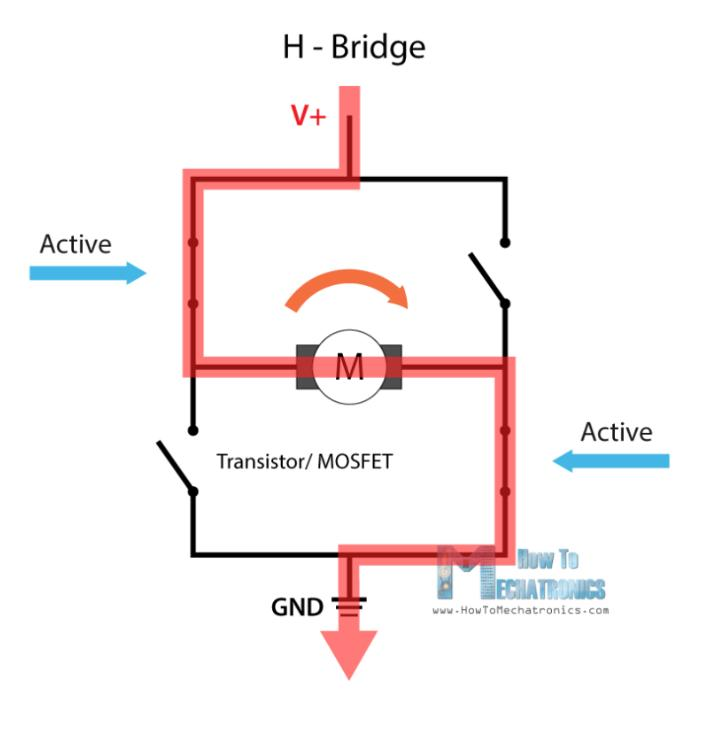 H - Bridge
V+
Active
M
Active
Transistor/ MOSFET
How To
MECHATRONICS
GND
www.HowToMechatronics.com